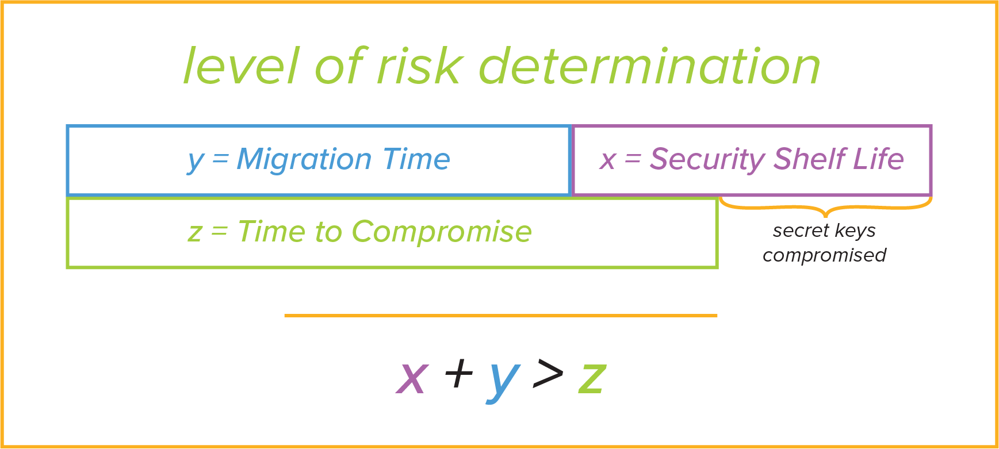 level of risk determination
y = Migration Time
x = Security Shelf Life
z = Time to Compromise
secret keys
compromised
x + y > z